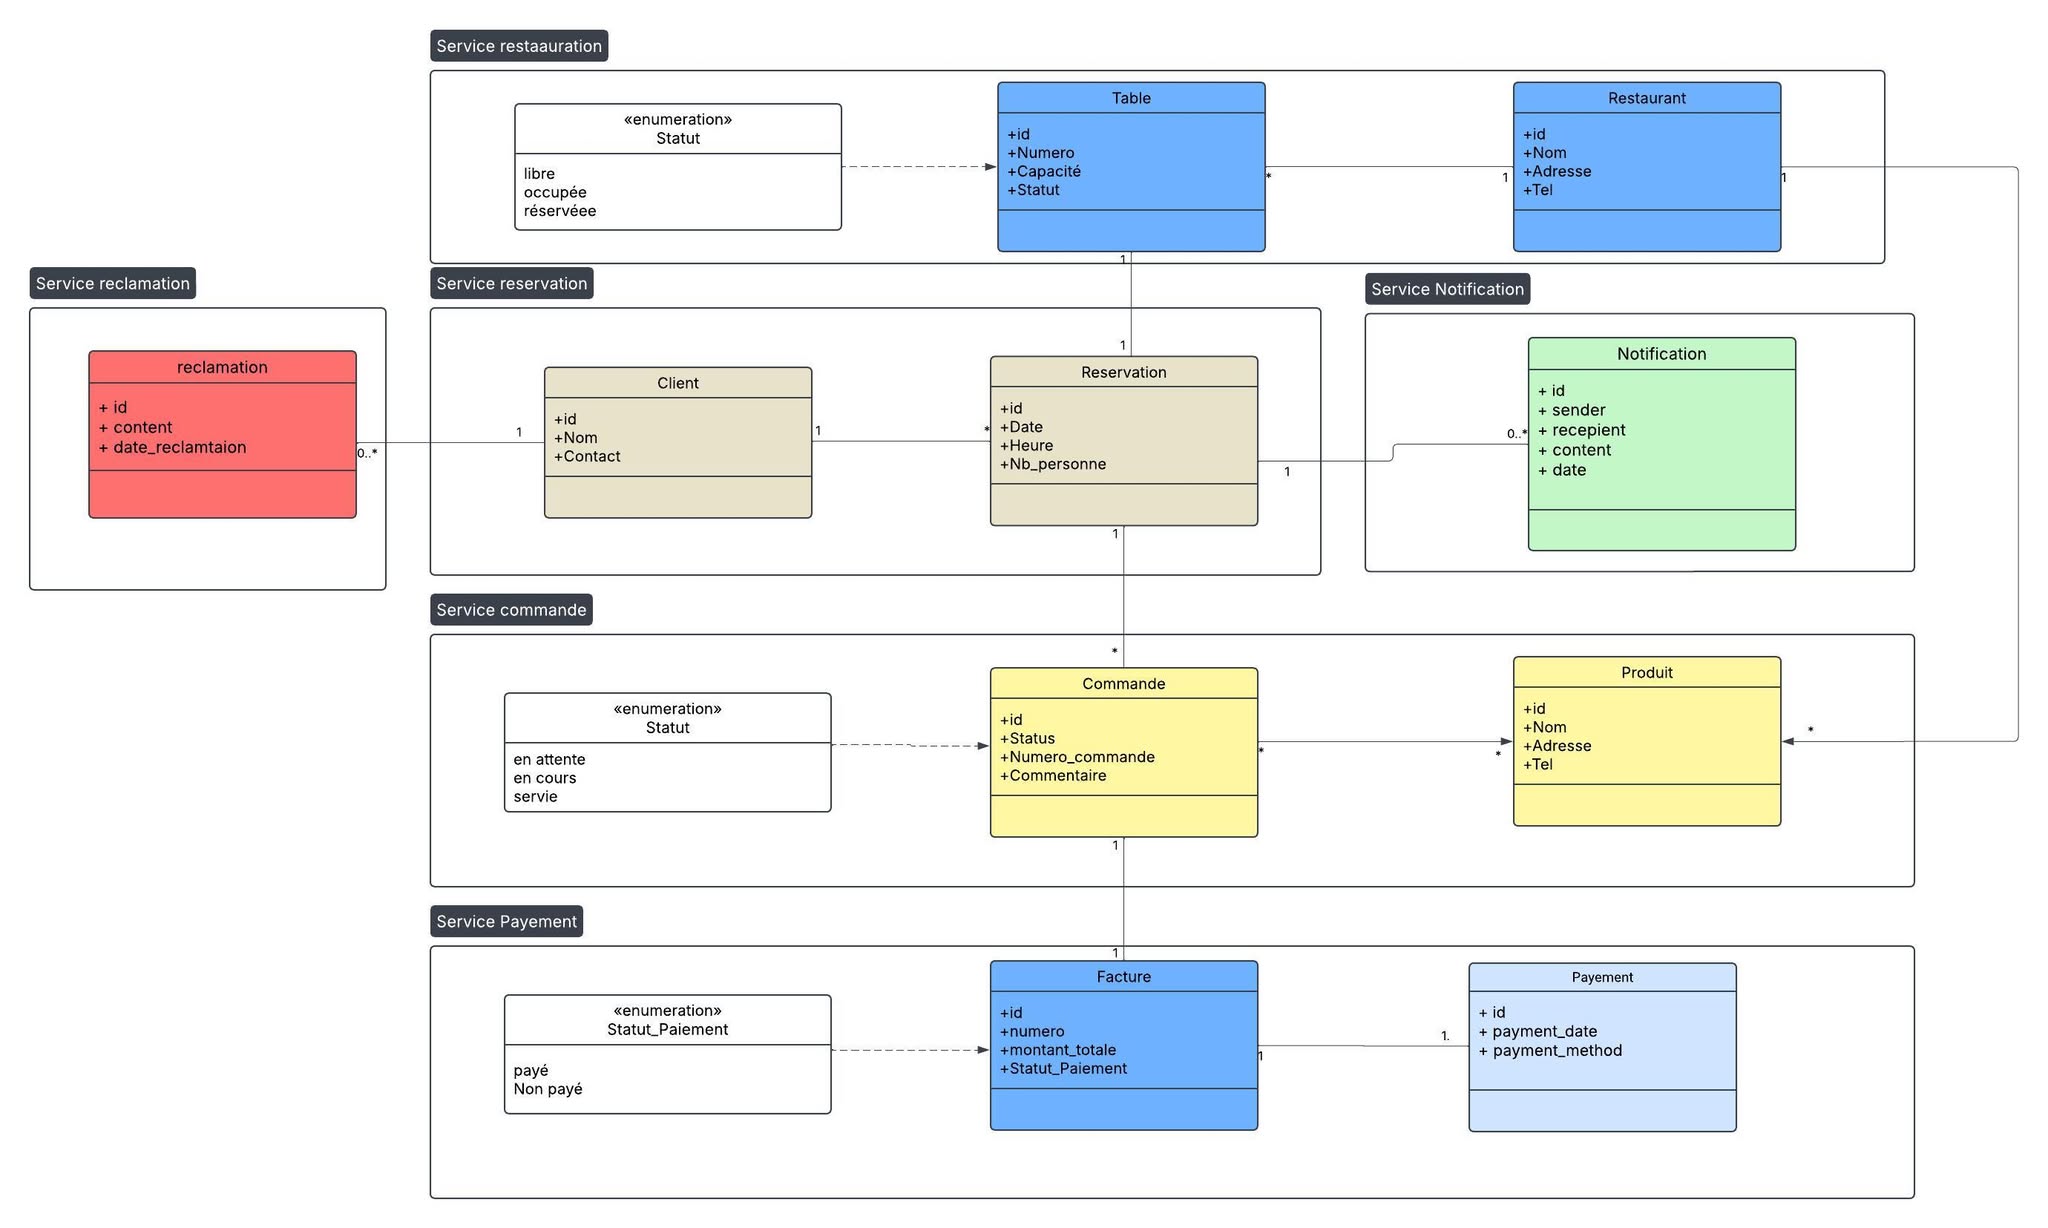 Service restaauration
«enumeration»
Statut
libre
occupée
réservéee
Table
+id
+Numero
+Capacité
+Statut
*
1
Restaurant
+id
+Nom
+Adresse
+Tel
1
1
Service reclamation
reclamation
+ id
+ content
+ date_reclamtaion
0..*
1
Service reservation
Client
+id
+Nom
+Contact
1
*
1
Reservation
+id
+Date
+Heure
+Nb_personne
1
1
0..*
Service Notification
Notification
+ id
+ sender
+ recepient
+ content
+ date
Service commande
*
«enumeration»
Statut
en attente
en cours
servie
Commande
+id
+Status
+Numero_commande
+Commentaire
*
*
Produit
+id
+Nom
+Adresse
+Tel
*
1
Service Payement
1
«enumeration»
Statut_Paiement
payé
Non payé
Facture
+id
+numero
+montant_totale
+Statut_Paiement
1
1.
Payement
+ id
+ payment_date
+ payment_method